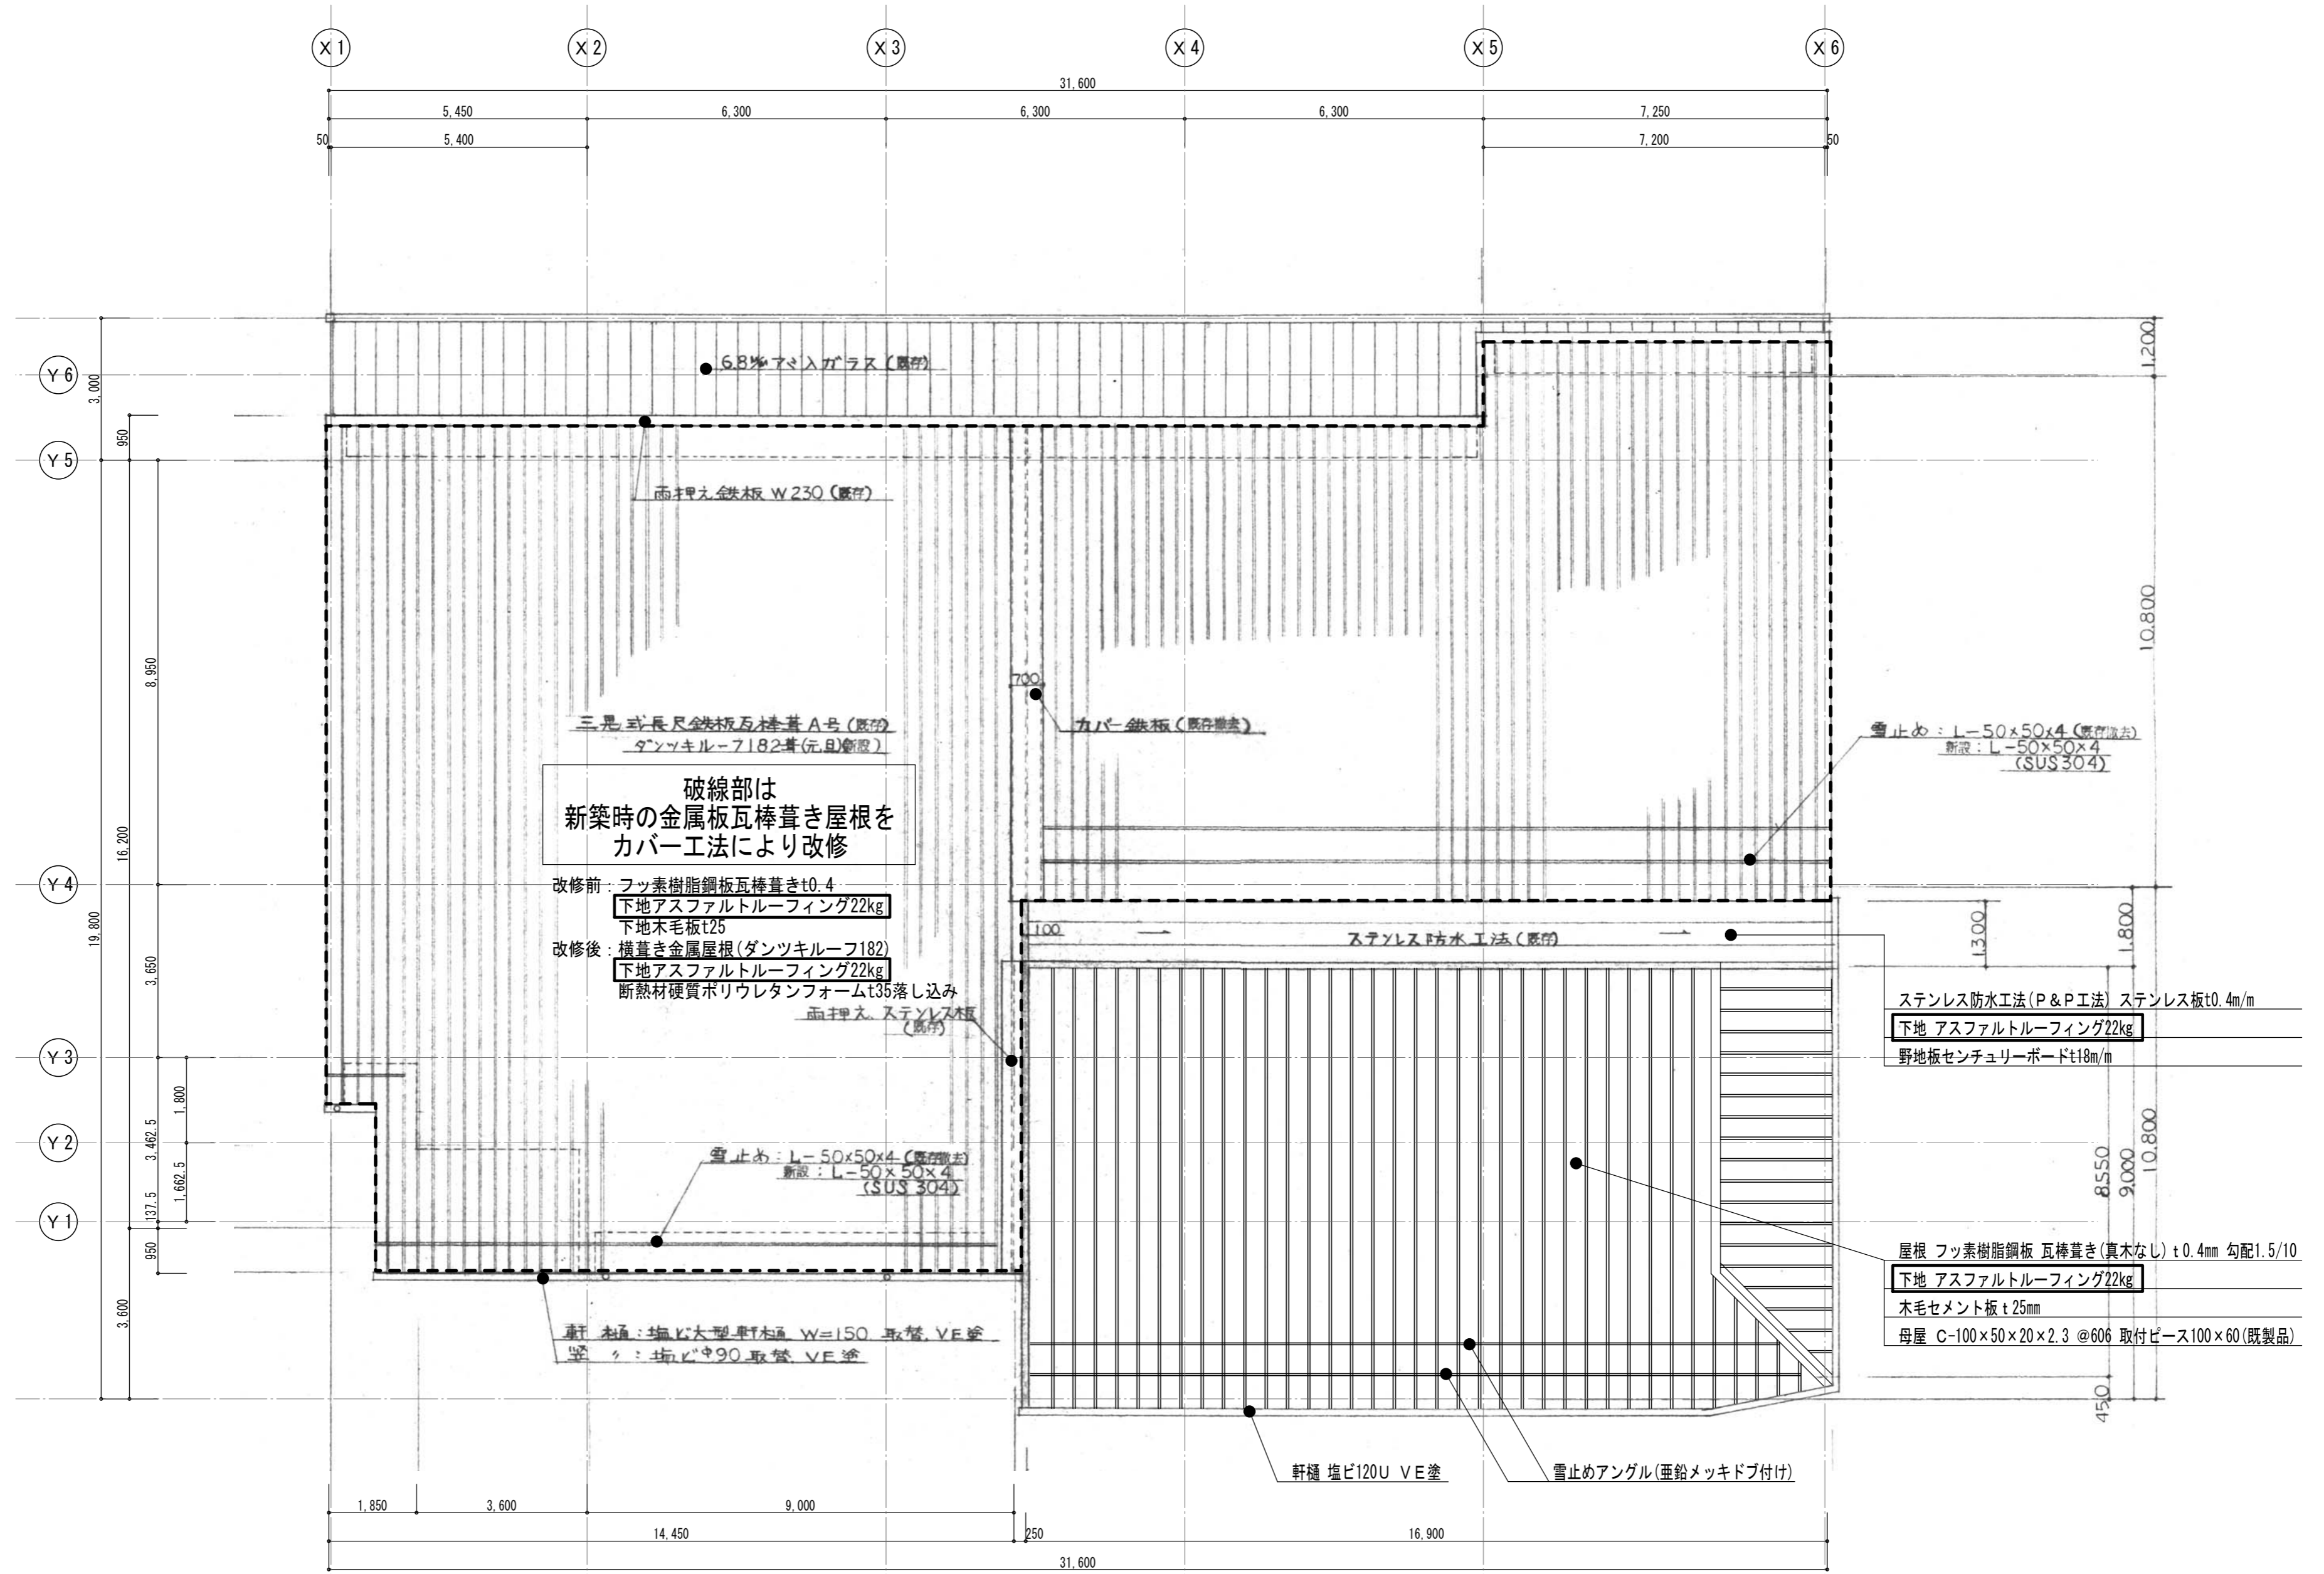 X1
X2
X3
X4
X5
X6
31,600
5,450
6,300
6,300
6,300
7,250
50
5,400
7,200
50
Y6
Y5
Y4
Y3
Y2
Y1
3,000
950
8,950
16,200
19,800
3,650
1,800
3,462.5
1,662.5
137.5
950
3,600
1,200
10,800
1,300
1,800
8,550
9,000
10,800
450
6.8㎜アミ入ガラス(既存)
雨押え鉄板 W230(既存)
700
三晃式長尺鉄板瓦棒葺A号(既存)
ダンツキルーフ182葺(元旦)(新設)
カバー鉄板(既存撤去)
雪止め:L-50×50×4(既存撤去)
新設:L-50×50×4
(SUS304)
破線部は
新築時の金属板瓦棒葺き屋根を
カバー工法により改修
改修前:フッ素樹脂鋼板瓦棒葺きt0.4
下地アスファルトルーフィング22kg
下地木毛板t25
改修後:横葺き金属屋根(ダンツキルーフ182)
下地アスファルトルーフィング22kg
断熱材硬質ポリウレタンフォームt35落し込み
雨押え、ステンレス板
(既存)
100
ステンレス防水工法(既存)
ステンレス防水工法(P&P工法) ステンレス板t0.4m/m
下地 アスファルトルーフィング22kg
野地板センチュリーボードt18m/m
雪止め:L-50×50×4(既存撤去)
新設:L-50×50×4
(SUS 304)
屋根 フッ素樹脂鋼板 瓦棒葺き(真木なし) t0.4mm 勾配1.5/10
下地 アスファルトルーフィング22kg
木毛セメント板 t25mm
母屋 C-100×50×20×2.3 @606 取付ピース100×60(既製品)
軒樋:塩ビ大型軒樋 W=150 取替、VE塗
竪〃:塩ビφ90 取替、VE塗
軒樋 塩ビ120U VE塗
雪止めアングル(亜鉛メッキドブ付け)
1,850
3,600
9,000
14,450
250
16,900
31,600